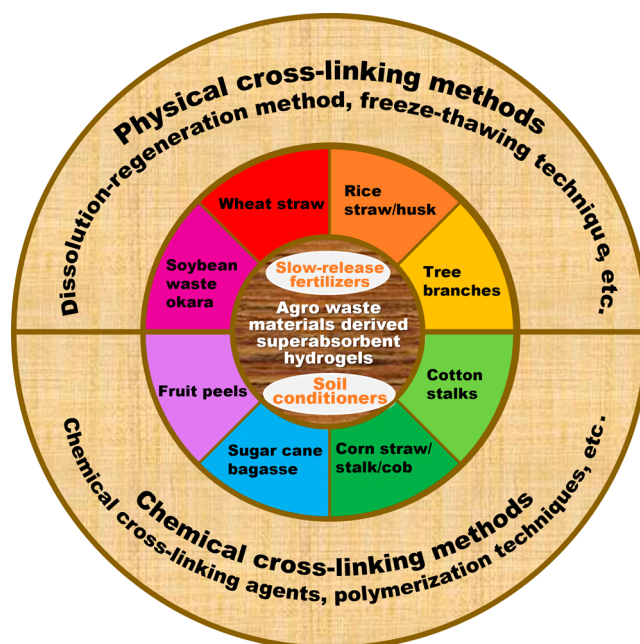 Physical cross-linking methods
Dissolution-regeneration method, freeze-thawing technique, etc.
Wheat straw
Rice
straw/husk
Soybean
waste
okara
Tree
branches
Slow-release
fertilizers
Agro waste
materials derived
superabsorbent
hydrogels
Soil
conditioners
Fruit peels
Cotton
stalks
Sugar cane
bagasse
Corn straw/
stalk/cob
Chemical cross-linking methods
Chemical cross-linking agents, polymerization techniques, etc.